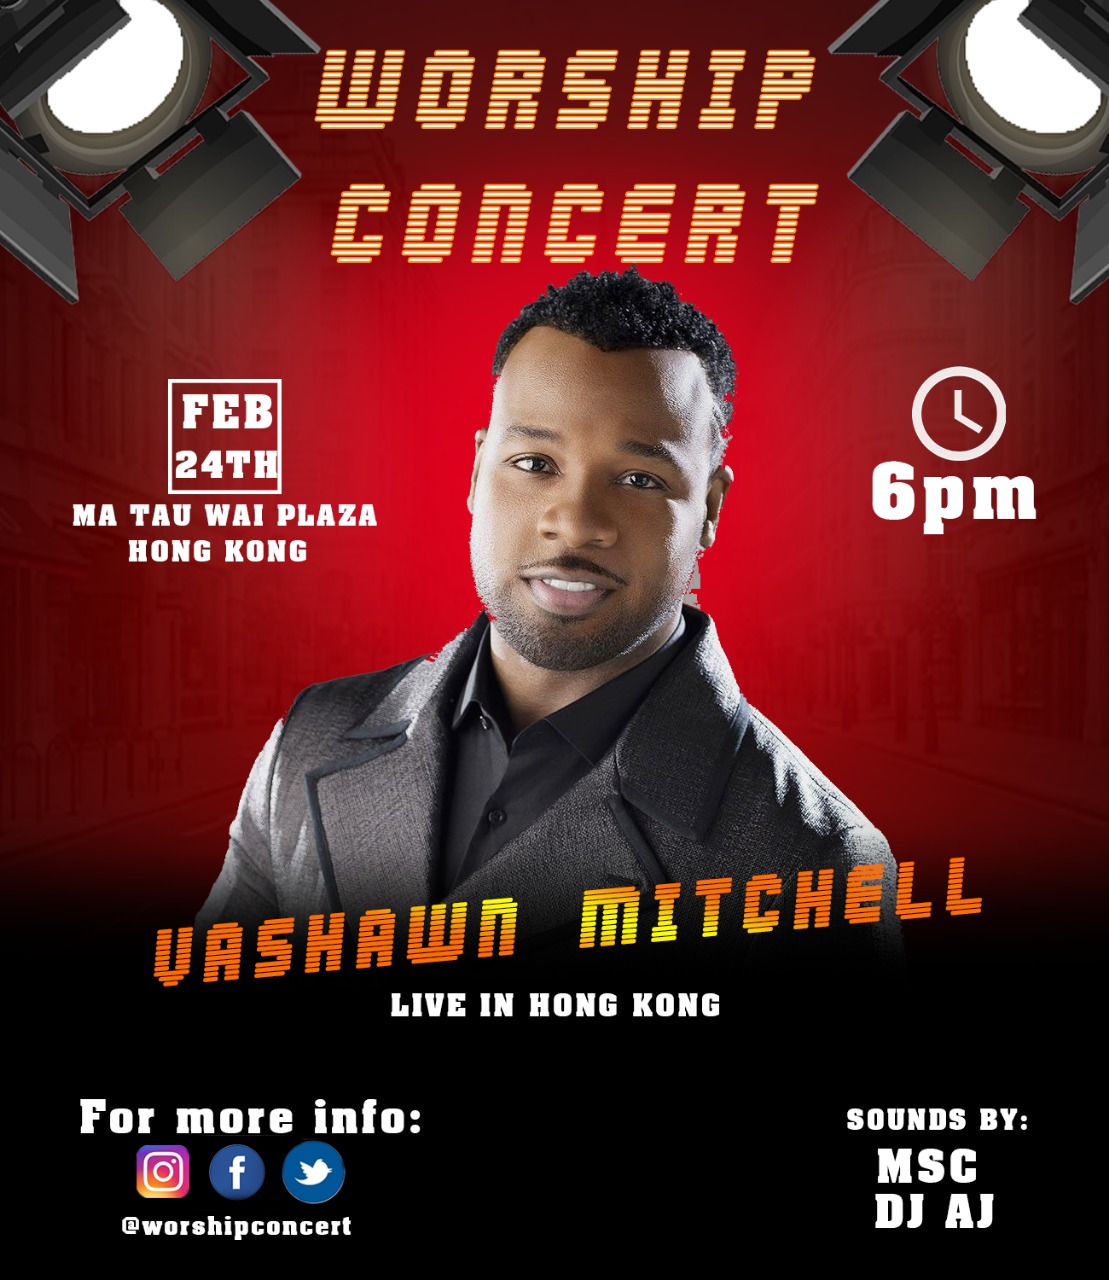 WORSHIP
CONCERT
FEB
24TH
MA TAU WAI PLAZA
HONG KONG
6pm
VASHAWN MITCHELL
LIVE IN HONG KONG
For more info:
@worshipconcert
SOUNDS BY:
MSC
DJ AJ